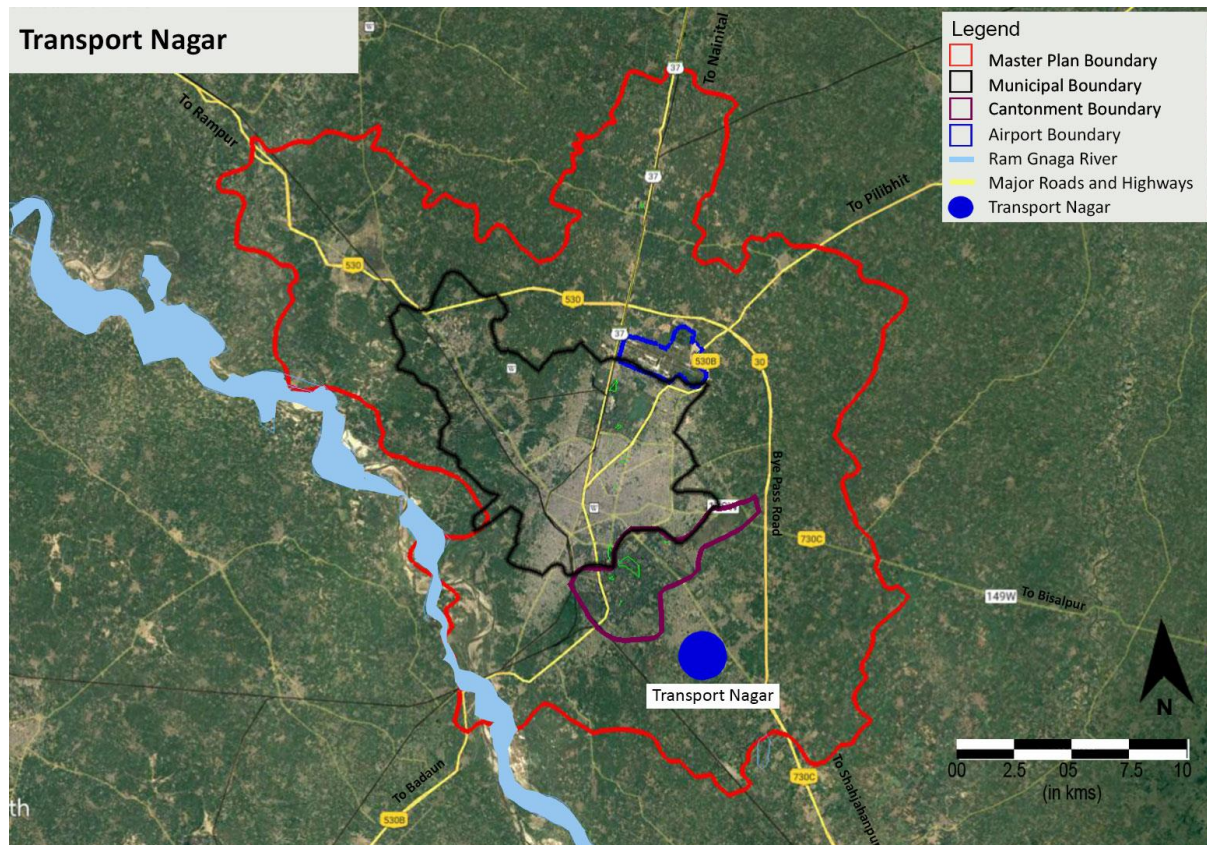 Transport Nagar
Legend
Master Plan Boundary
Municipal Boundary
Cantonment Boundary
Airport Boundary
Ram Gnaga River
Major Roads and Highways
Transport Nagar
37
To Nainital
To Rampur
37
To Pilibhit
530
530
37
530B
30
Bye Pass Road
730C
149W
To Bisalpur
Transport Nagar
N
To Badaun
730C
To Shahjahanpur
530B
00 2.5 05 7.5 10
(in kms)
th